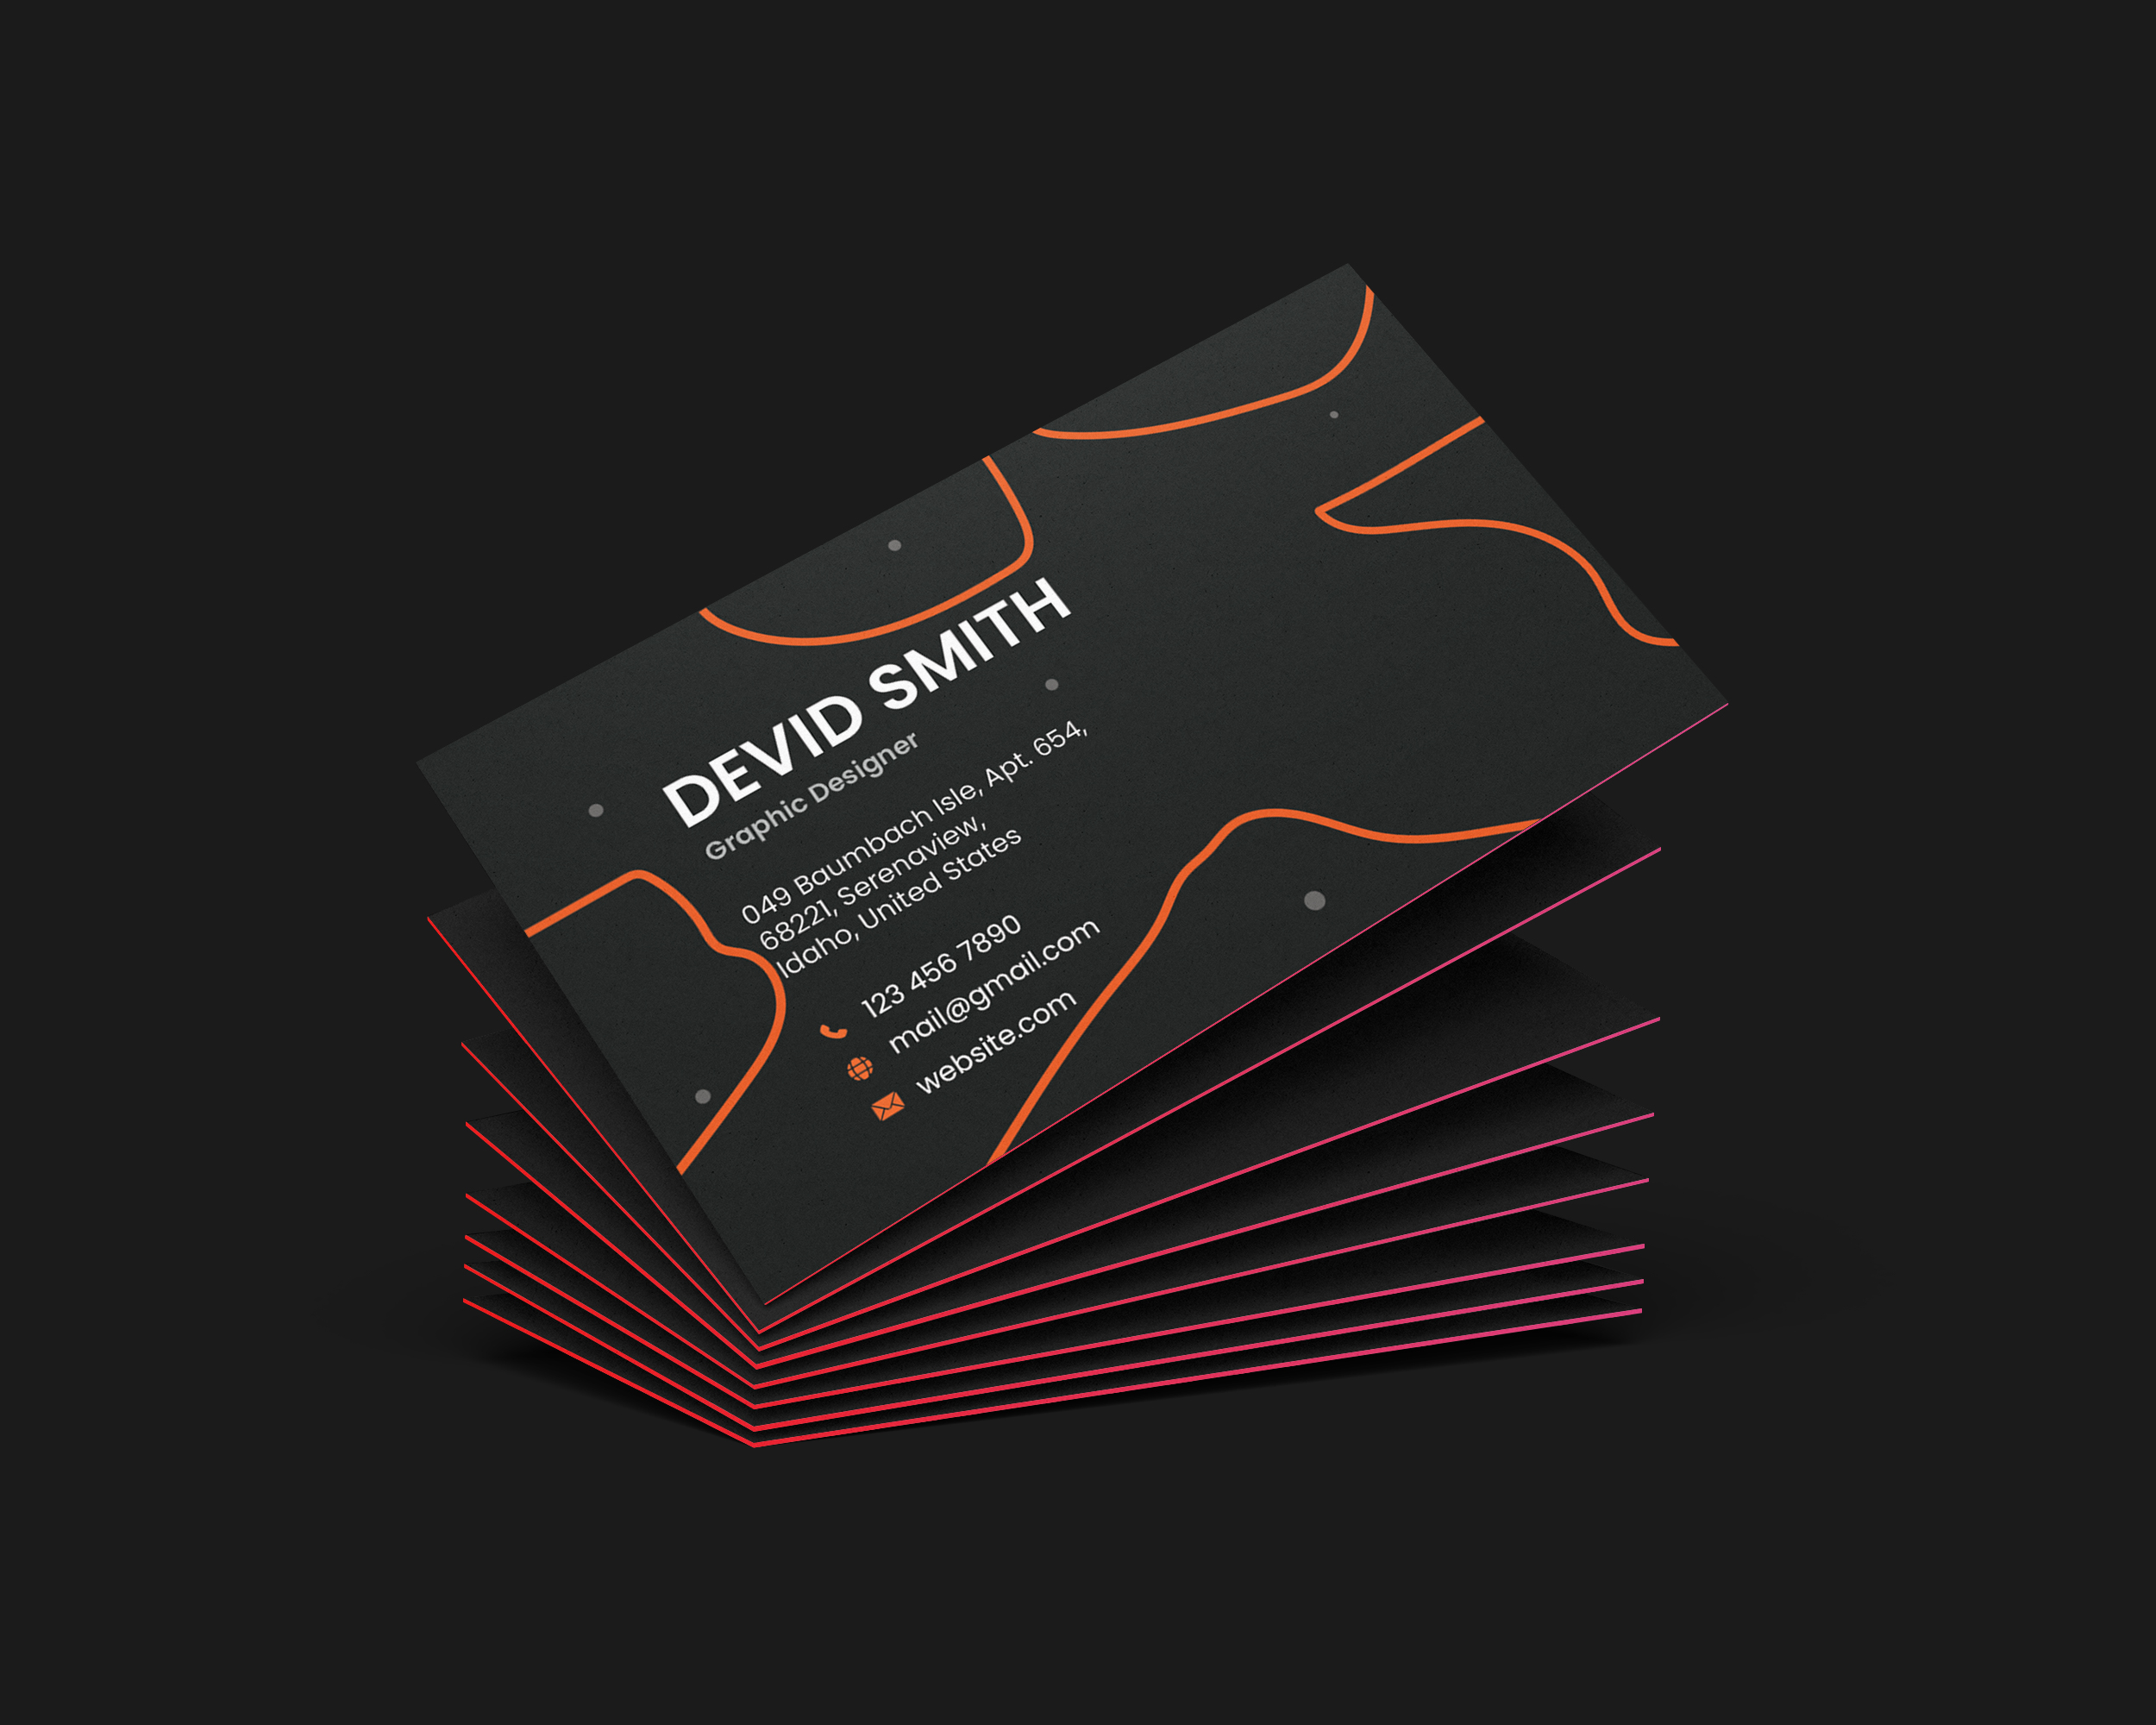 DEVID SMITH
Graphic Designer
049 Baumbach Isle, Apt. 654,
68221, Serenaview,
Idaho, United States
123 456 7890
mail@gmail.com
website.com